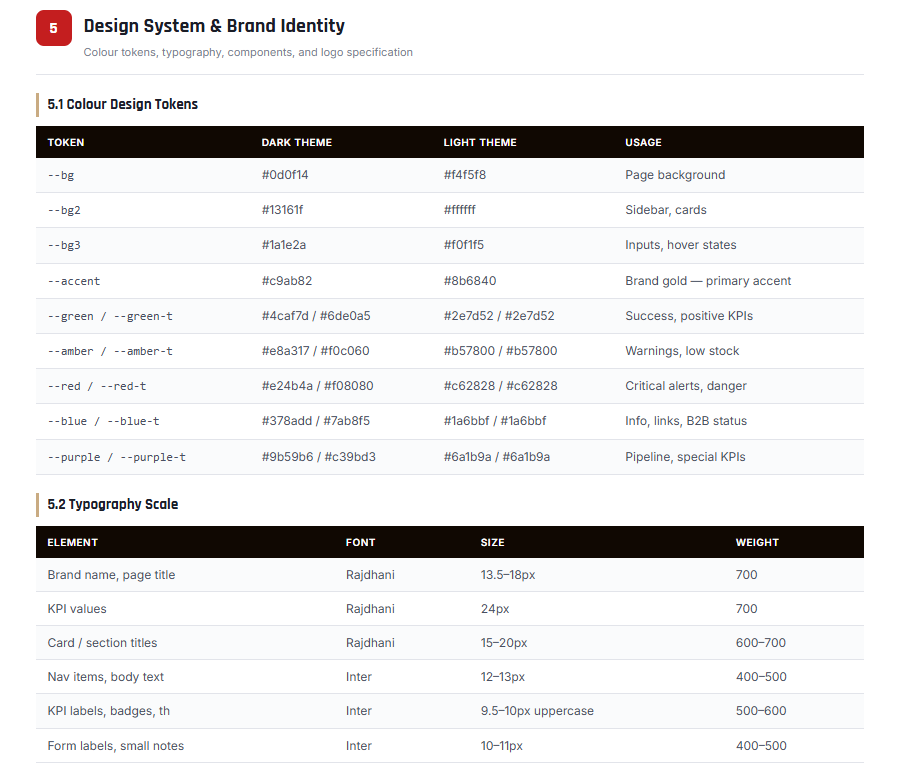 5
Design System & Brand Identity
Colour tokens, typography, components, and logo specification
5.1 Colour Design Tokens
TOKEN DARK THEME LIGHT THEME USAGE
--bg #0d0f14 #f4f5f8 Page background
--bg2 #13161f #ffffff Sidebar, cards
--bg3 #1a1e2a #f0f1f5 Inputs, hover states
--accent #c9ab82 #8b6840 Brand gold — primary accent
--green / --green-t #4caf7d / #6de0a5 #2e7d52 / #2e7d52 Success, positive KPIs
--amber / --amber-t #e8a317 / #f0c060 #b57800 / #b57800 Warnings, low stock
--red / --red-t #e24b4a / #f08080 #c62828 / #c62828 Critical alerts, danger
--blue / --blue-t #378add / #7ab8f5 #1a6bbf / #1a6bbf Info, links, B2B status
--purple / --purple-t #9b59b6 / #c39bd3 #6a1b9a / #6a1b9a Pipeline, special KPIs
5.2 Typography Scale
ELEMENT FONT SIZE WEIGHT
Brand name, page title Rajdhani 13.5–18px 700
KPI values Rajdhani 24px 700
Card / section titles Rajdhani 15–20px 600–700
Nav items, body text Inter 12–13px 400–500
KPI labels, badges, th Inter 9.5–10px uppercase 500–600
Form labels, small notes Inter 10–11px 400–500